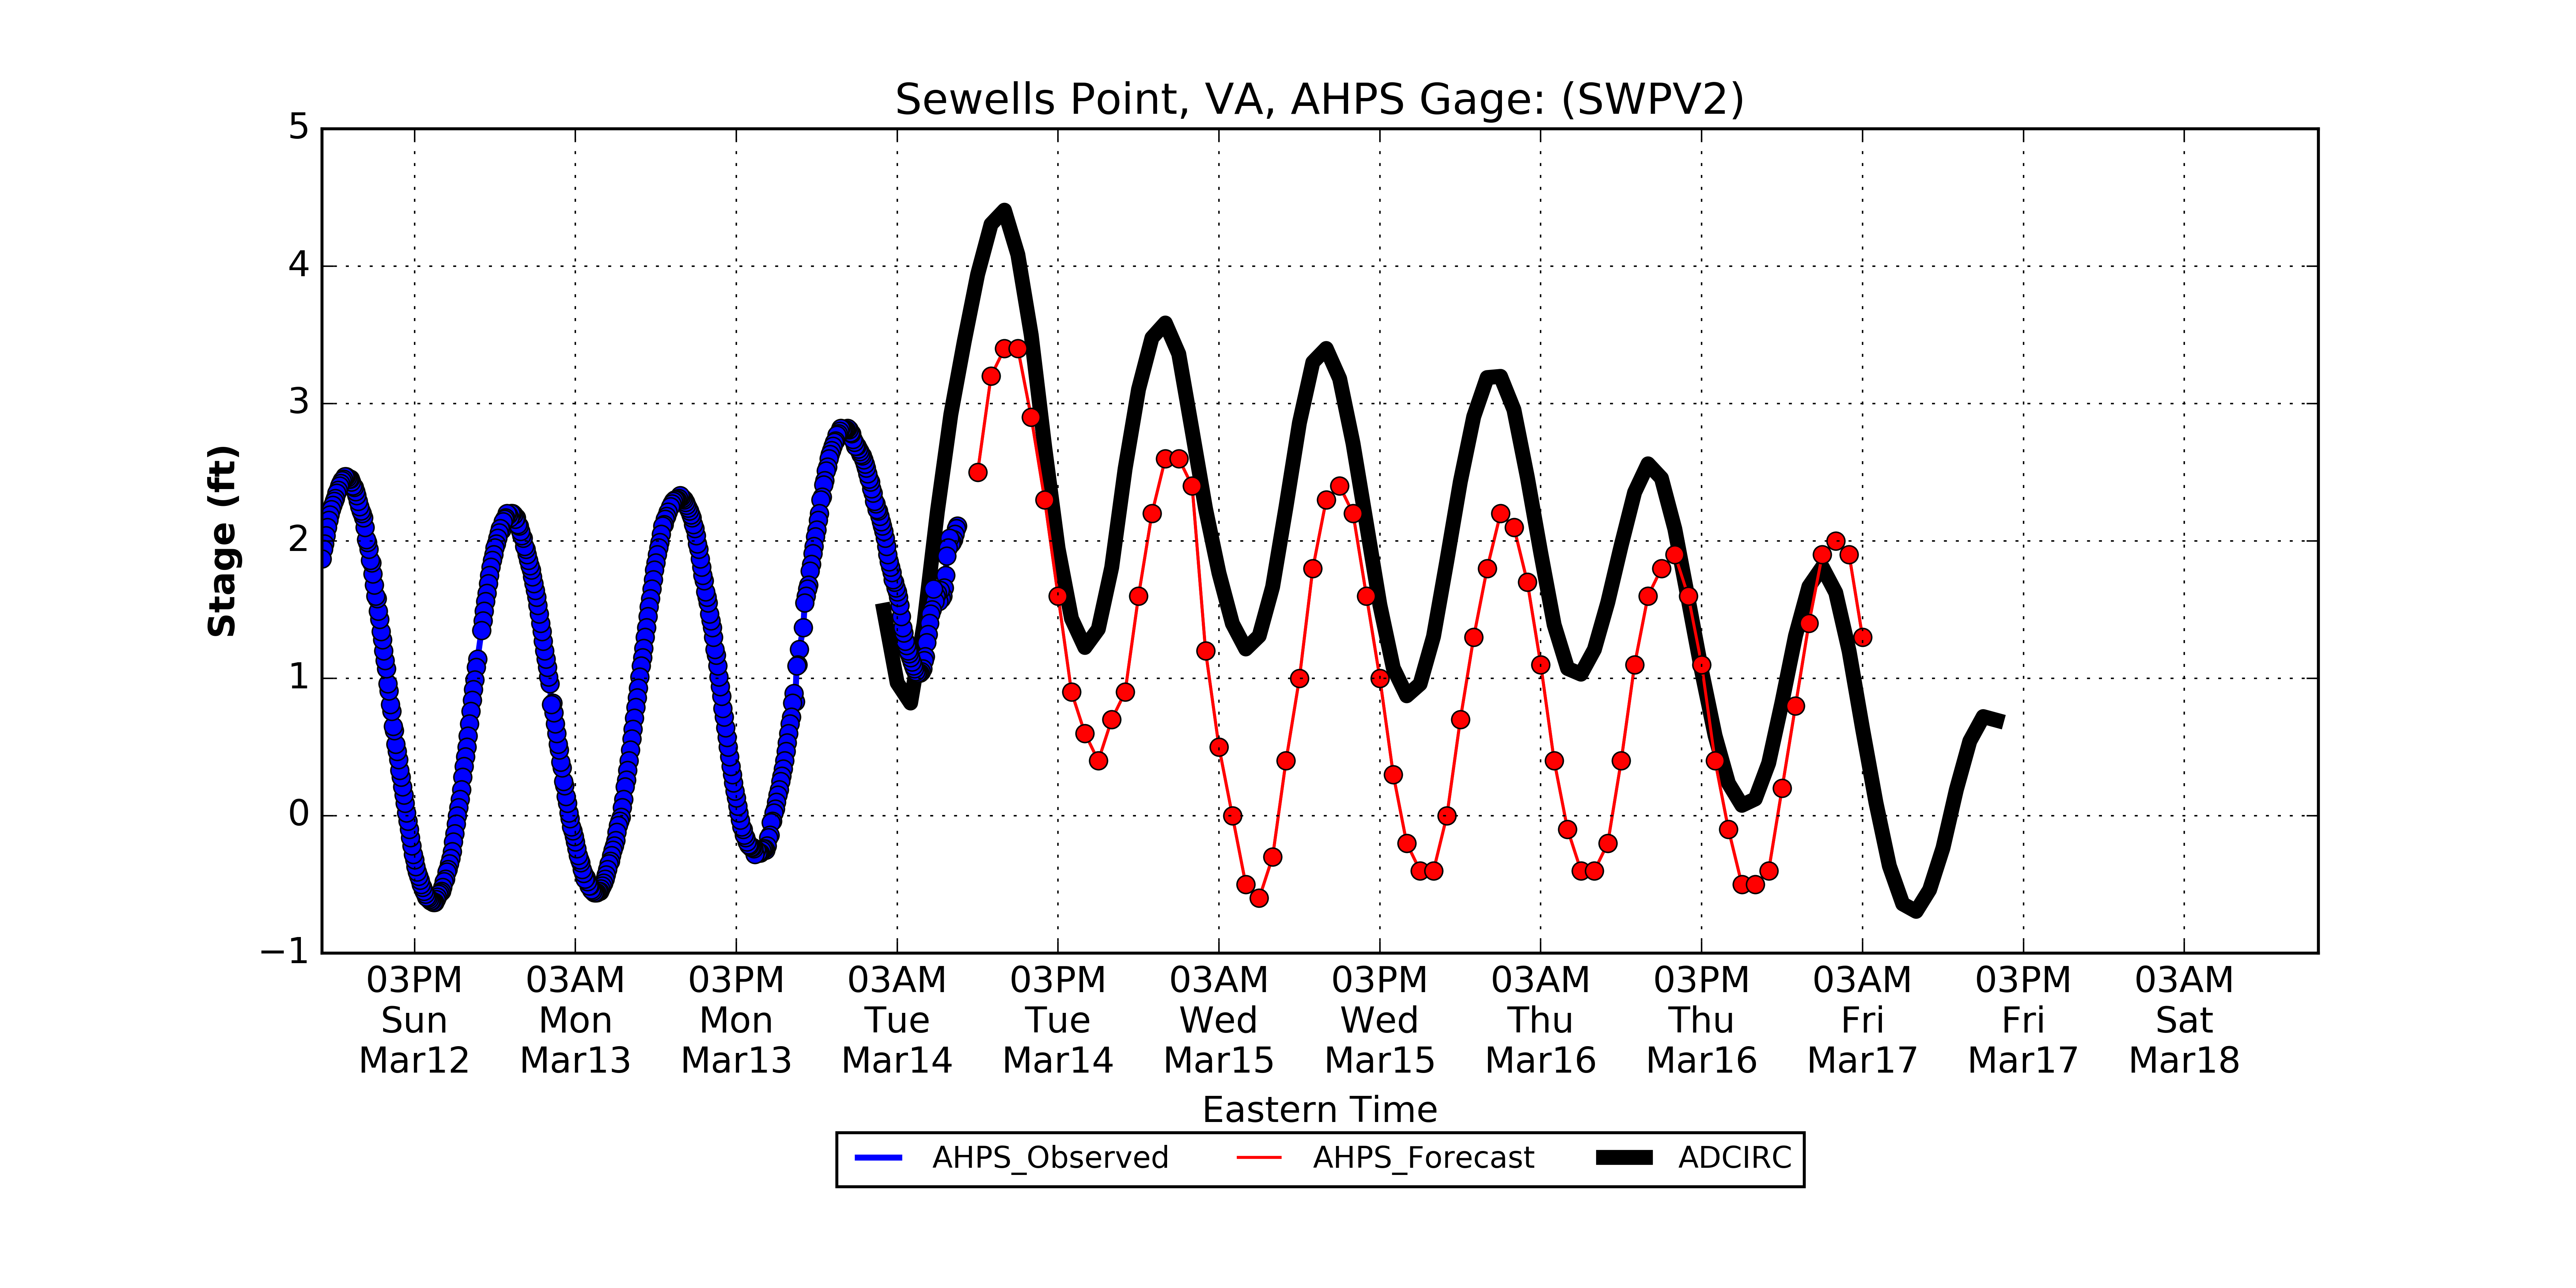 Sewells Point, VA, AHPS Gage: (SWPV2)
5
4
3
2
1
0
−1
Stage (ft)
03PM 03AM 03PM 03AM 03PM 03AM 03PM 03AM 03PM 03AM 03PM 03AM
Sun Mon Mon Tue Tue Wed Wed Thu Thu Fri Fri Sat
Mar12 Mar13 Mar13 Mar14 Mar14 Mar15 Mar15 Mar16 Mar16 Mar17 Mar17 Mar18
Eastern Time
AHPS_Observed AHPS_Forecast ADCIRC